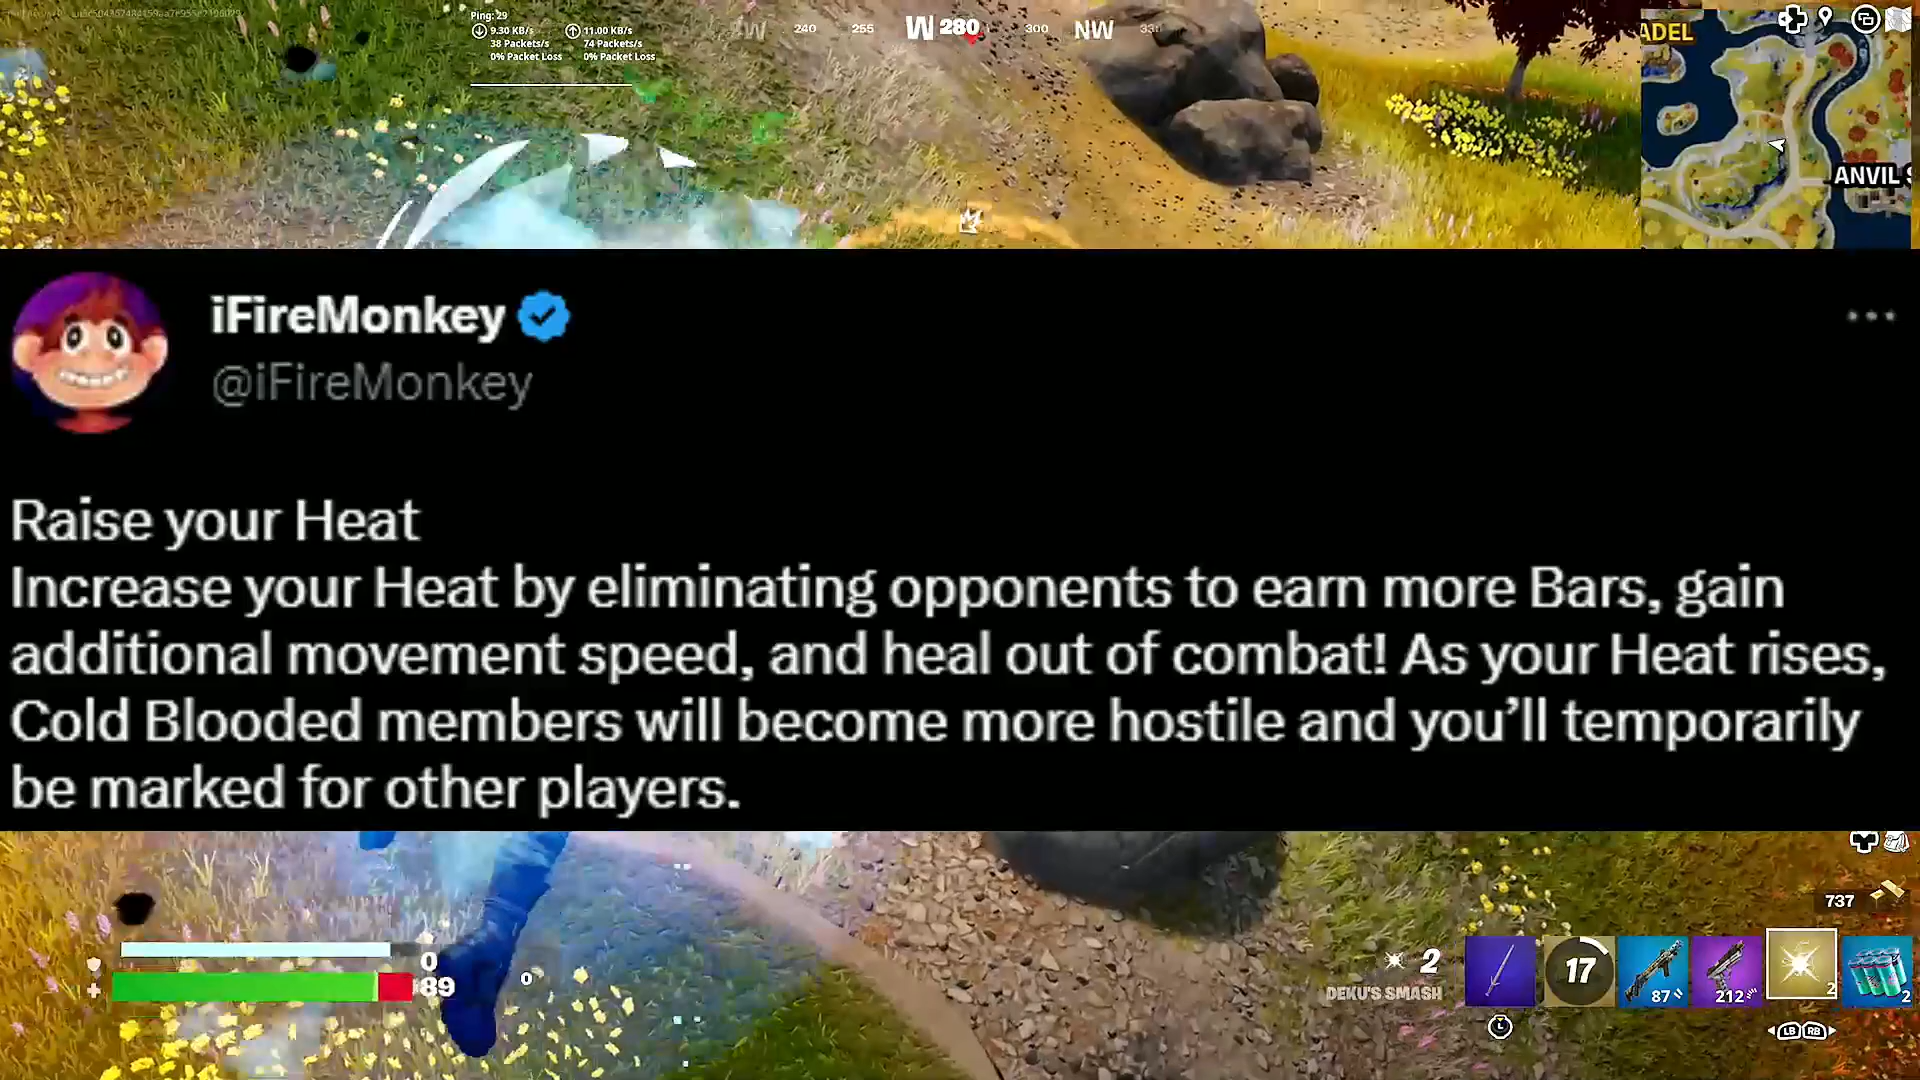 Ping: 29
9.30 KB/s 11.00 KB/s
38 Packets/s 74 Packets/s
0% Packet Loss 0% Packet Loss
240 255 W 280 300 NW
ADEL
ANVIL S
iFireMonkey
@iFireMonkey
Raise your Heat
Increase your Heat by eliminating opponents to earn more Bars, gain
additional movement speed, and heal out of combat! As your Heat rises,
Cold Blooded members will become more hostile and you’ll temporarily
be marked for other players.
737
0
89
0
2
DEKU'S SMASH
17
87
212
2
2
L
LB RB